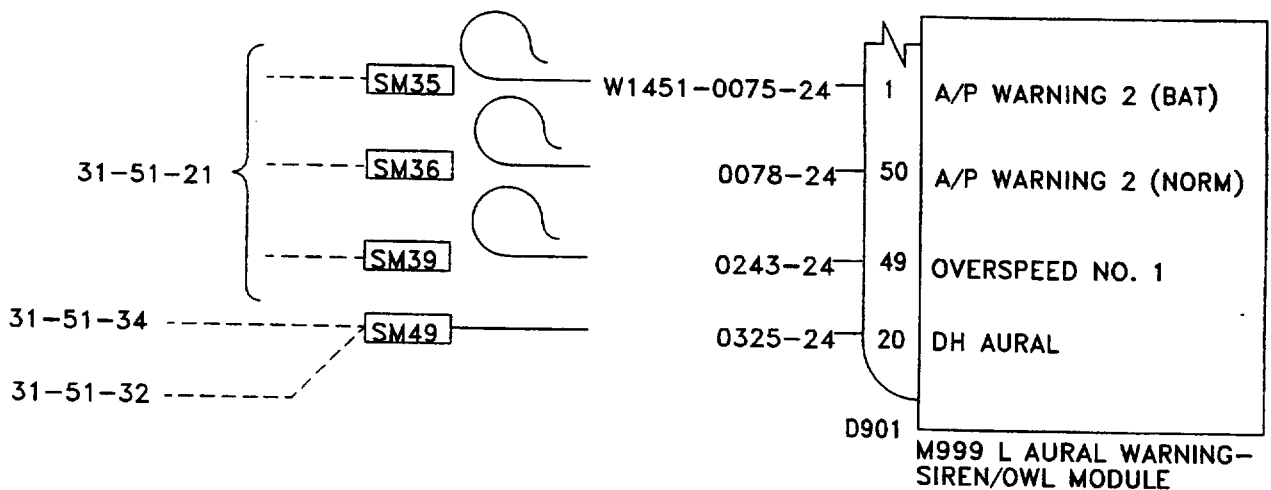 SM35 W1451-0075-24 1 A/P WARNING 2 (BAT)
31-51-21 SM36 0078-24 50 A/P WARNING 2 (NORM)
SM39 0243-24 49 OVERSPEED NO. 1
31-51-34 SM49 0325-24 20 DH AURAL
31-51-32
D901
M999 L AURAL WARNING-
SIREN/OWL MODULE